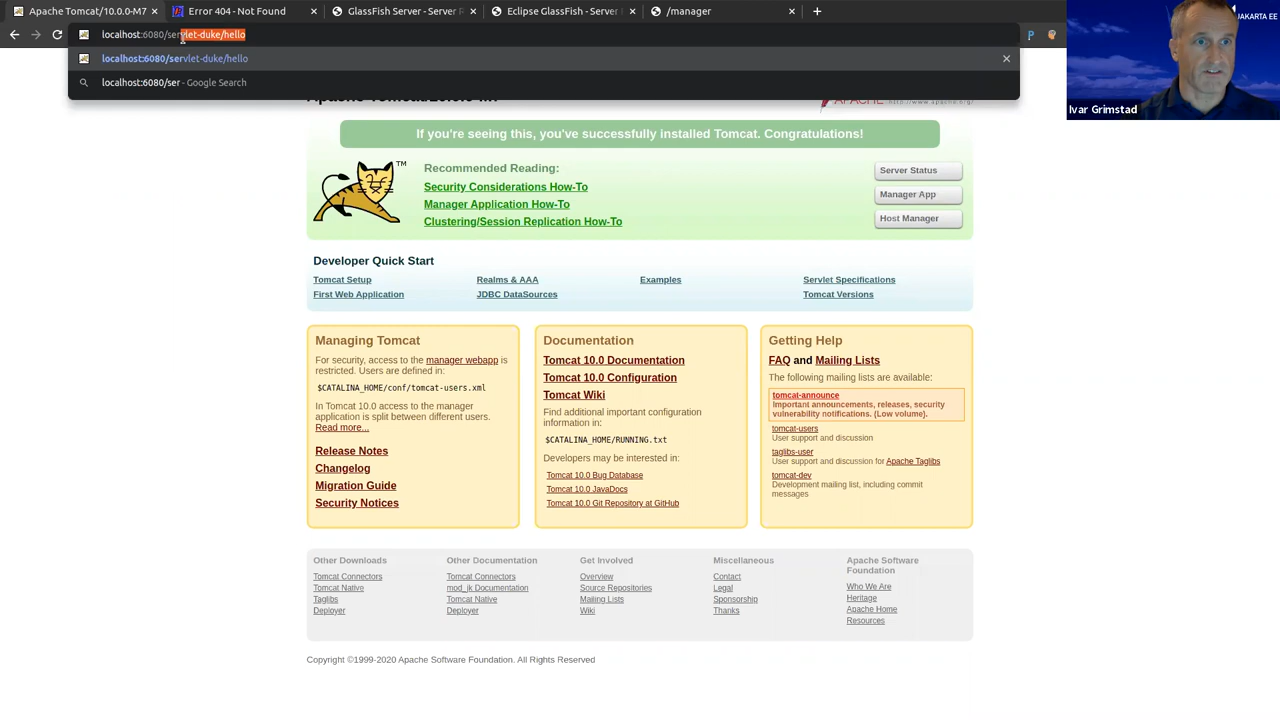 Apache Tomcat/10.0.0-M7
Error 404 - Not Found
GlassFish Server - Server R
Eclipse GlassFish - Server
/manager
localhost:6080/servlet-duke/hello
localhost:6080/servlet-duke/hello
localhost:6080/ser - Google Search
JAKARTA EE
Ivar Grimstad
If you're seeing this, you've successfully installed Tomcat. Congratulations!
TM
Recommended Reading:
Security Considerations How-To
Manager Application How-To
Clustering/Session Replication How-To
Server Status
Manager App
Host Manager
Developer Quick Start
Tomcat Setup
First Web Application
Realms & AAA
JDBC DataSources
Examples
Servlet Specifications
Tomcat Versions
Managing Tomcat
For security, access to the manager webapp is
restricted. Users are defined in:
$CATALINA_HOME/conf/tomcat-users.xml
In Tomcat 10.0 access to the manager
application is split between different users.
Read more...
Release Notes
Changelog
Migration Guide
Security Notices
Documentation
Tomcat 10.0 Documentation
Tomcat 10.0 Configuration
Tomcat Wiki
Find additional important configuration
information in:
$CATALINA_HOME/RUNNING.txt
Developers may be interested in:
Tomcat 10.0 Bug Database
Tomcat 10.0 JavaDocs
Tomcat 10.0 Git Repository at GitHub
Getting Help
FAQ and Mailing Lists
The following mailing lists are available:
tomcat-announce
Important announcements, releases, security
vulnerability notifications. (Low volume).
tomcat-users
User support and discussion
taglibs-user
User support and discussion for Apache Taglibs
tomcat-dev
Development mailing list, including commit
messages
Other Downloads
Tomcat Connectors
Tomcat Native
Taglibs
Deployer
Other Documentation
Tomcat Connectors
mod_jk Documentation
Tomcat Native
Deployer
Get Involved
Overview
Source Repositories
Mailing Lists
Wiki
Miscellaneous
Contact
Legal
Sponsorship
Thanks
Apache Software
Foundation
Who We Are
Heritage
Apache Home
Resources
Copyright ©1999-2020 Apache Software Foundation. All Rights Reserved